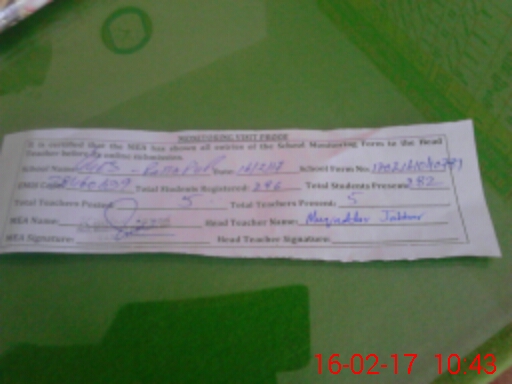 MONITORING VISIT PROOF
It is certified that the MEA has shown all entries of the School Monitoring Form to the Head
Teacher before its online submission.
School Name: Date: 16/2/17 School Form No:
EMIS Code: Total Students Registered: 296 Total Students Present: 282
Total Teachers Posted: 5 Total Teachers Present: 5
MEA Name: Head Teacher Name: Jabbar
MEA Signature: Head Teacher Signature:
16-02-17 10:43